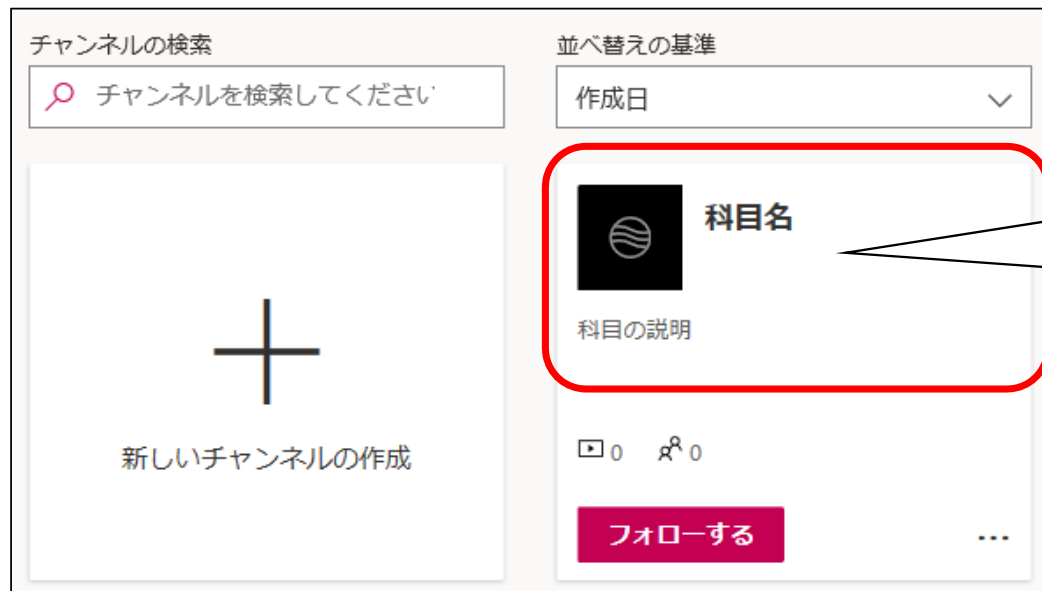 チャンネルの検索
並べ替えの基準
チャンネルを検索してくださ
作成日
科目名
科目の説明
新しいチャンネルの作成
0 0
フォローする
...